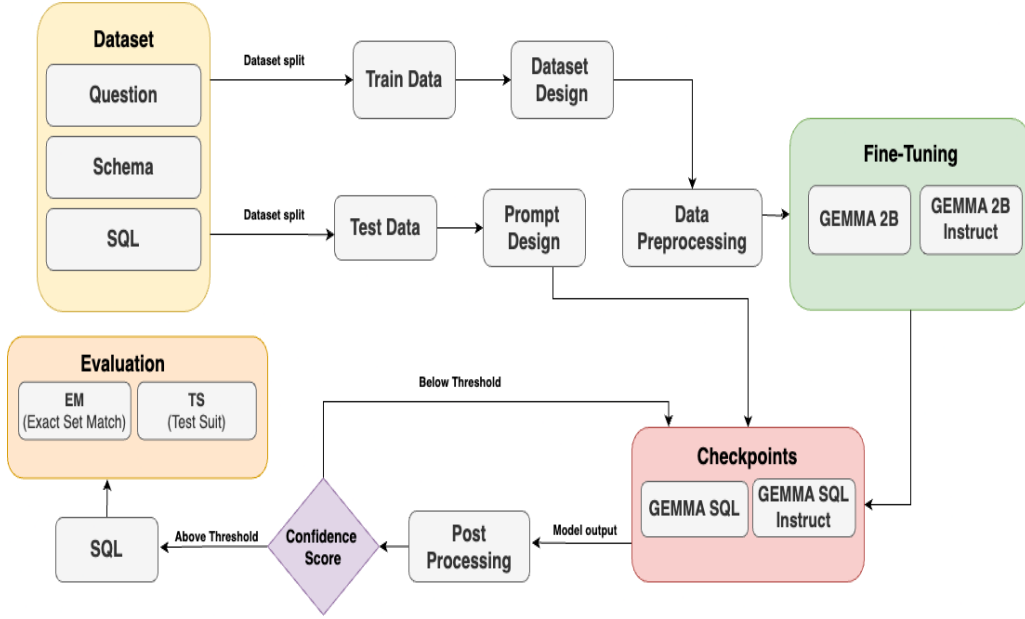 Dataset
Question
Schema
SQL
Dataset split
Train Data
Dataset
Design
Dataset split
Test Data
Prompt
Design
Data
Preprocessing
Fine-Tuning
GEMMA 2B
GEMMA 2B
Instruct
Evaluation
EM
(Exact Set Match)
TS
(Test Suit)
Below Threshold
Checkpoints
GEMMA SQL
GEMMA SQL
Instruct
Model output
Post
Processing
Confidence
Score
Above Threshold
SQL